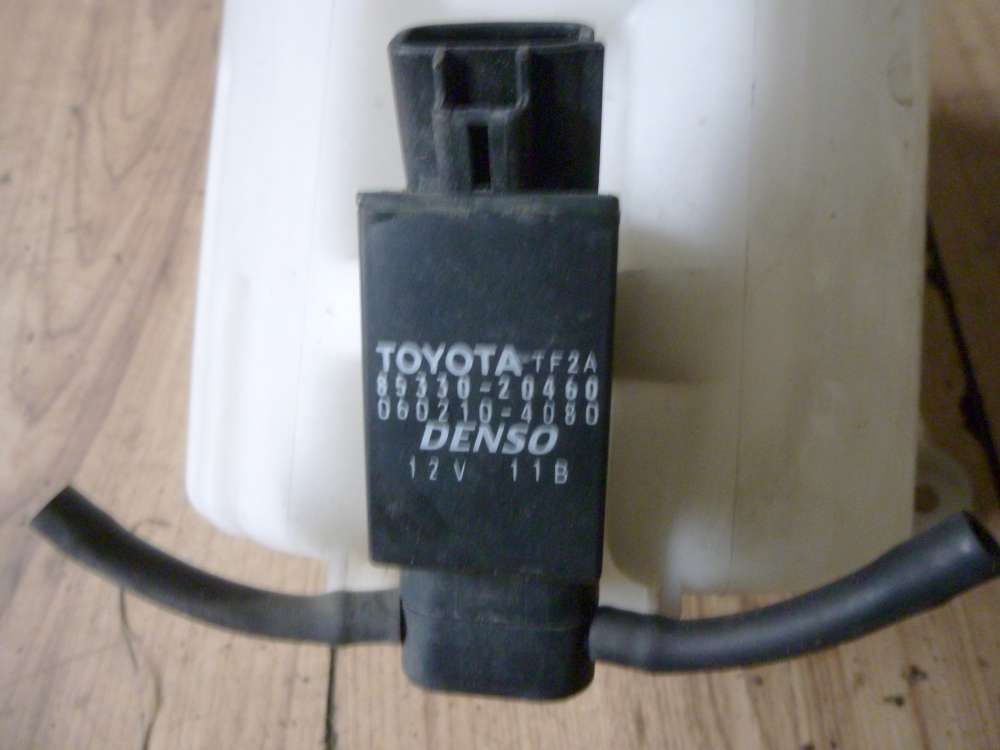 TOYOTA-TF2A
85330-20460
060210-4080
DENSO
12V 11B